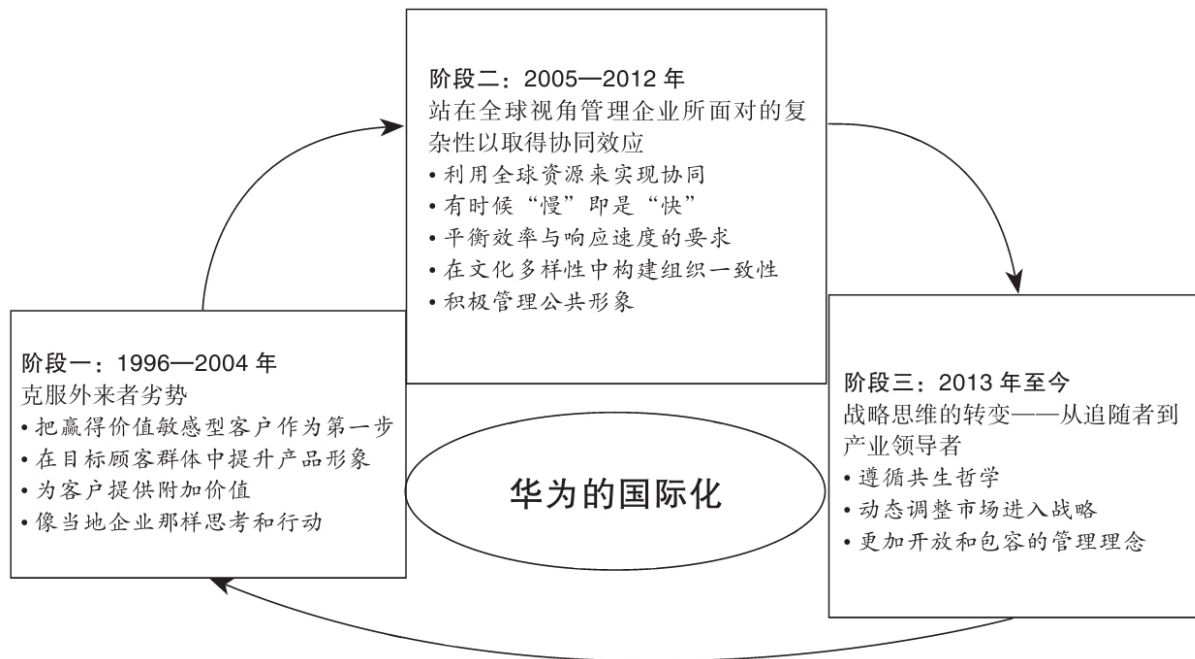 阶段一：1996—2004 年
克服外来者劣势
• 把赢得价值敏感型客户作为第一步
• 在目标顾客群体中提升产品形象
• 为客户提供附加价值
• 像当地企业那样思考和行动
阶段二：2005—2012 年
站在全球视角管理企业所面对的复
杂性以取得协同效应
• 利用全球资源来实现协同
• 有时候“慢”即是“快”
• 平衡效率与响应速度的要求
• 在文化多样性中构建组织一致性
• 积极管理公共形象
阶段三：2013 年至今
战略思维的转变——从追随者到
产业领导者
• 遵循共生哲学
• 动态调整市场进入战略
• 更加开放和包容的管理理念
华为的国际化